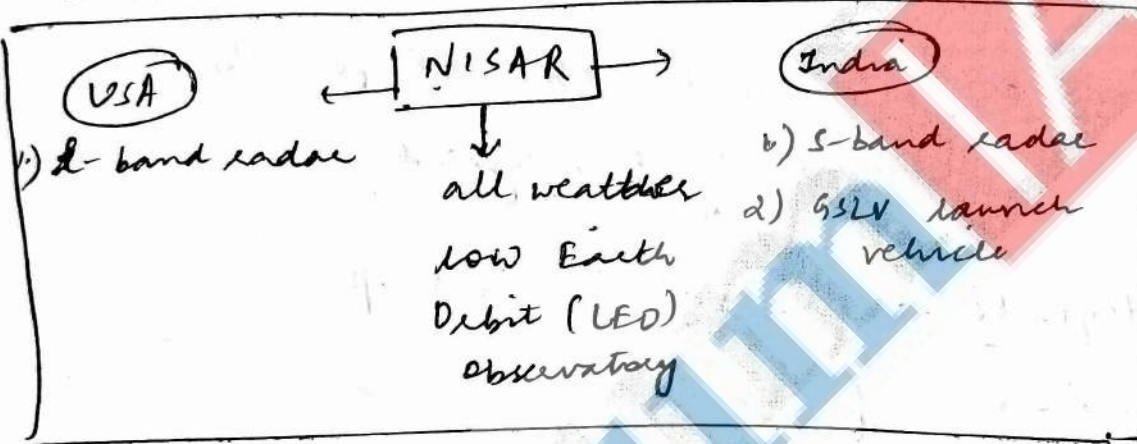 NISAR
USA
1.) L-band radar
all weather
low Earth
Orbit (LEO)
observatory
India
1) S-band radar
2) GSLV launch
vehicle